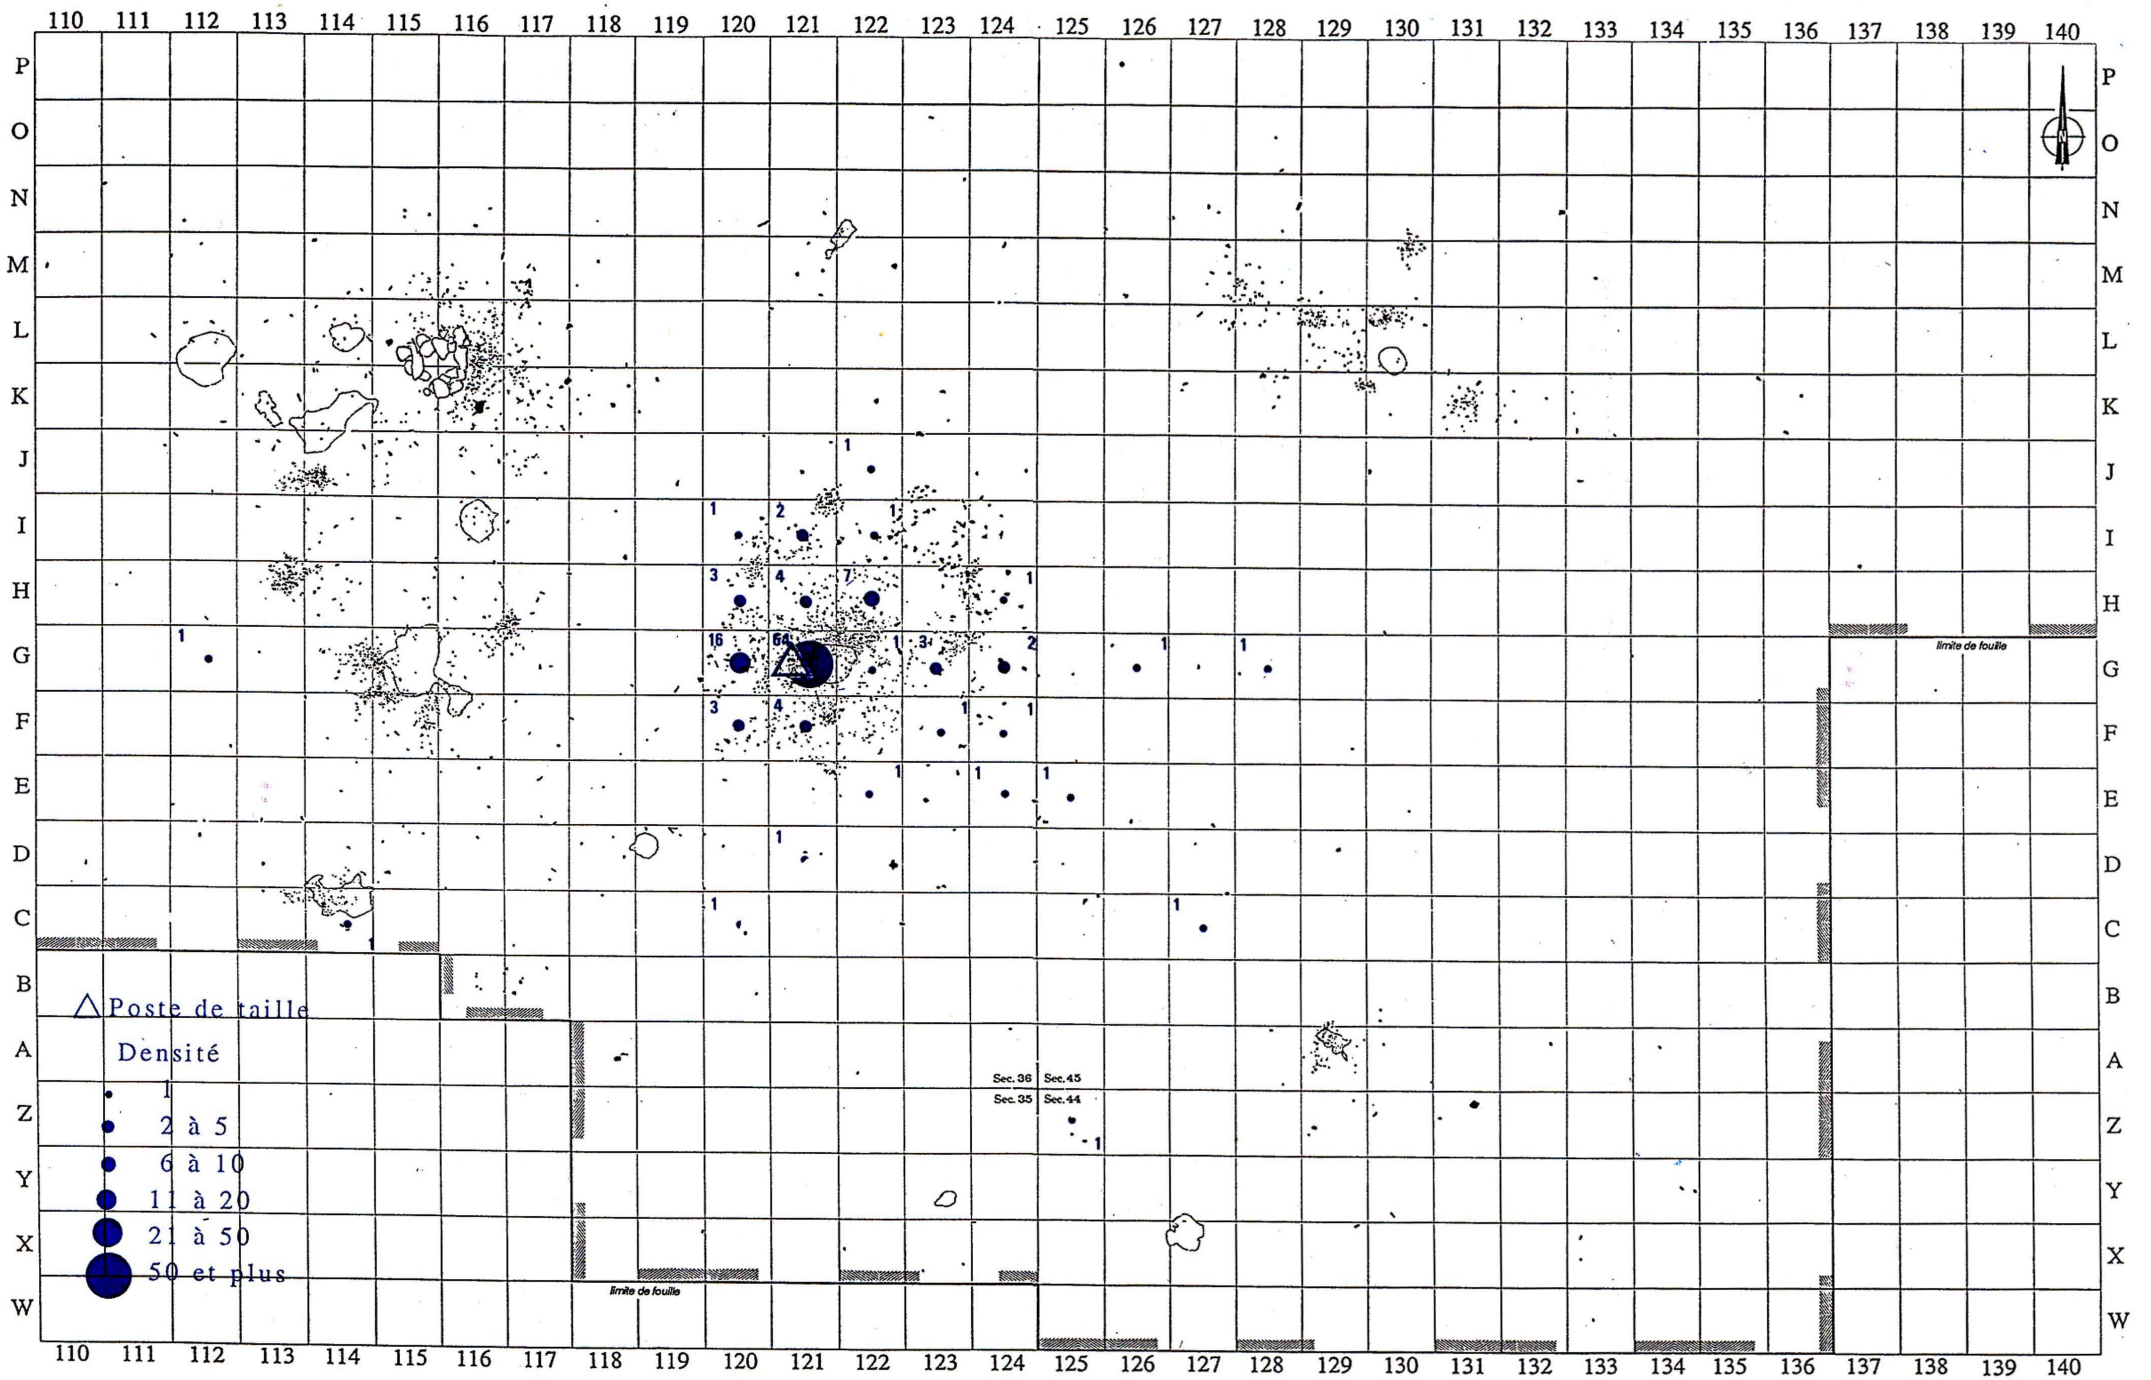 110 111 112 113 114 115 116 117 118 119 120 121 122 123 124 125 126 127 128 129 130 131 132 133 134 135 136 137 138 139 140
P P
O O
N N
M M
L L
K K
J 1 J
I 1 2 1 I
H 3 4 7 1 H
limite de fouille
G 1 16 64 1 3 2 1 1 G
F 3 4 1 1 F
E 1 1 1 E
D 1 D
C 1 1 1 C
B B
Poste de taille
A A
Densité
Sec. 36 Sec. 45
Sec. 35 Sec. 44
1
Z 1 Z
2 à 5
6 à 10
Y Y
11 à 20
21 à 50
X X
50 et plus
limite de fouille
W W
110 111 112 113 114 115 116 117 118 119 120 121 122 123 124 125 126 127 128 129 130 131 132 133 134 135 136 137 138 139 140